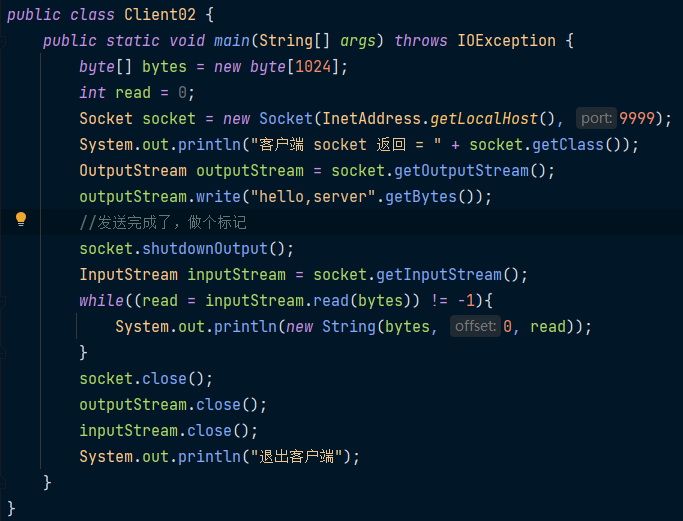 public class Client02 {
    public static void main(String[] args) throws IOException {
        byte[] bytes = new byte[1024];
        int read = 0;
        Socket socket = new Socket(InetAddress.getLocalHost(), port: 9999);
        System.out.println("客户端 socket 返回 = " + socket.getClass());
        OutputStream outputStream = socket.getOutputStream();
        outputStream.write("hello,server".getBytes());
        //发送完成了，做个标记
        socket.shutdownOutput();
        InputStream inputStream = socket.getInputStream();
        while((read = inputStream.read(bytes)) != -1){
            System.out.println(new String(bytes, offset: 0, read));
        }
        socket.close();
        outputStream.close();
        inputStream.close();
        System.out.println("退出客户端");
    }
}